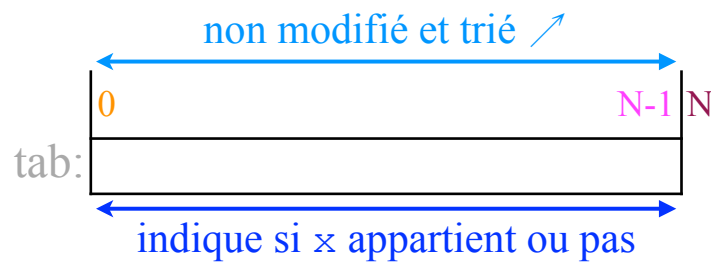 non modifié et trié ↗
0 N-1 N
tab:
indique si x appartient ou pas